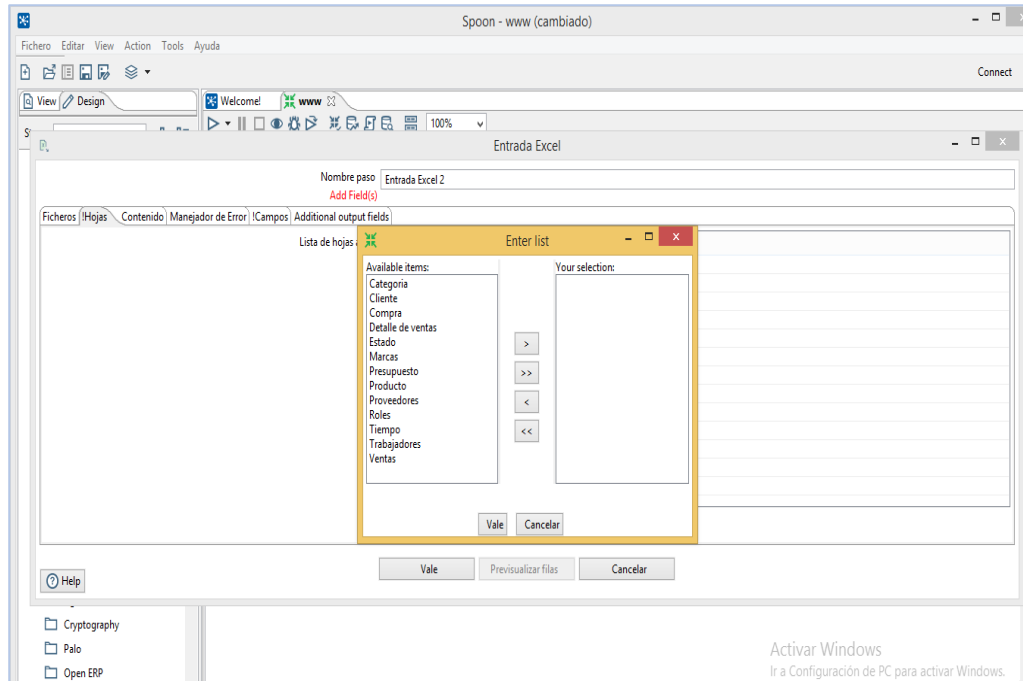 Spoon - www (cambiado)
Fichero Editar View Action Tools Ayuda
Connect
View Design
Welcome! www
100%
Entrada Excel
Nombre paso Entrada Excel 2
Add Field(s)
Ficheros !Hojas Contenido Manejador de Error !Campos Additional output fields
Lista de hojas
Enter list
Available items: Your selection:
Categoria
Cliente
Compra
Detalle de ventas
Estado
Marcas
Presupuesto
Producto
Proveedores
Roles
Tiempo
Trabajadores
Ventas
>
>>
<
<<
Vale Cancelar
Vale Previsualizar filas Cancelar
Help
Cryptography
Palo
Open ERP
Activar Windows
Ir a Configuración de PC para activar Windows.